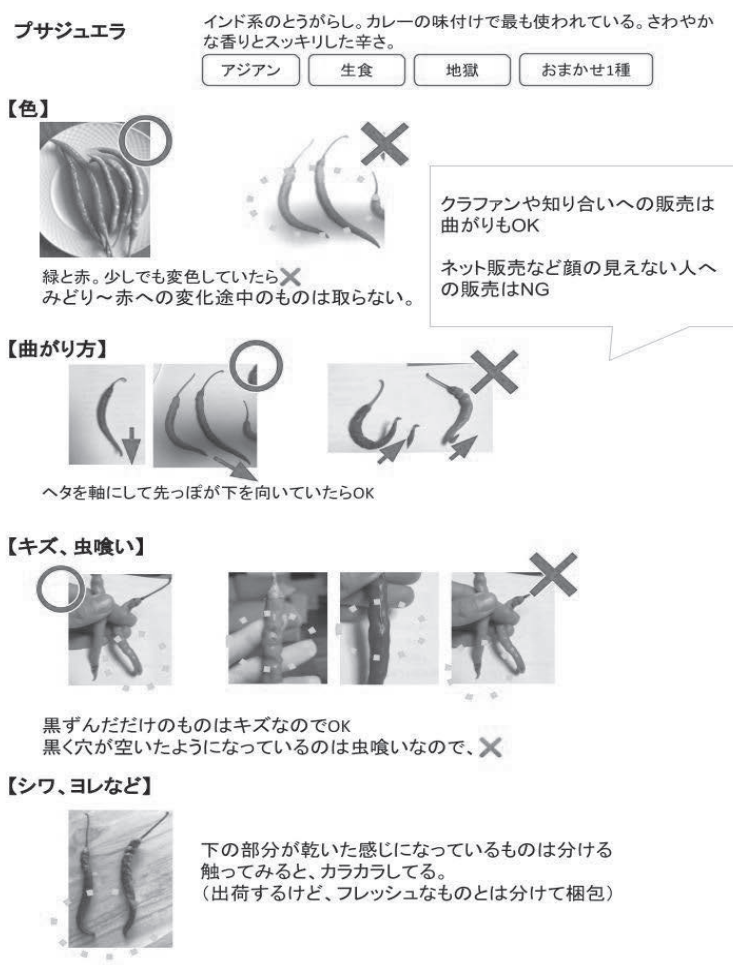 プサジュエラ
インド系のとうがらし。カレーの味付けで最も使われている。さわやか
な香りとスッキリした辛さ。
アジアン
生食
地獄
おまかせ1種
【色】
クラファンや知り合いへの販売は
曲がりもOK
ネット販売など顔の見えない人へ
の販売はNG
緑と赤。少しでも変色していたら❌
みどり～赤への変化途中のものは取らない。
【曲がり方】
ヘタを軸にして先っぽが下を向いていたらOK
【キズ、虫喰い】
黒ずんだだけのものはキズなのでOK
黒く穴が空いたようになっているのは虫喰いなので、❌
【シワ、ヨレなど】
下の部分が乾いた感じになっているものは分ける
触ってみると、カラカラしてる。
（出荷するけど、フレッシュなものとは分けて梱包）